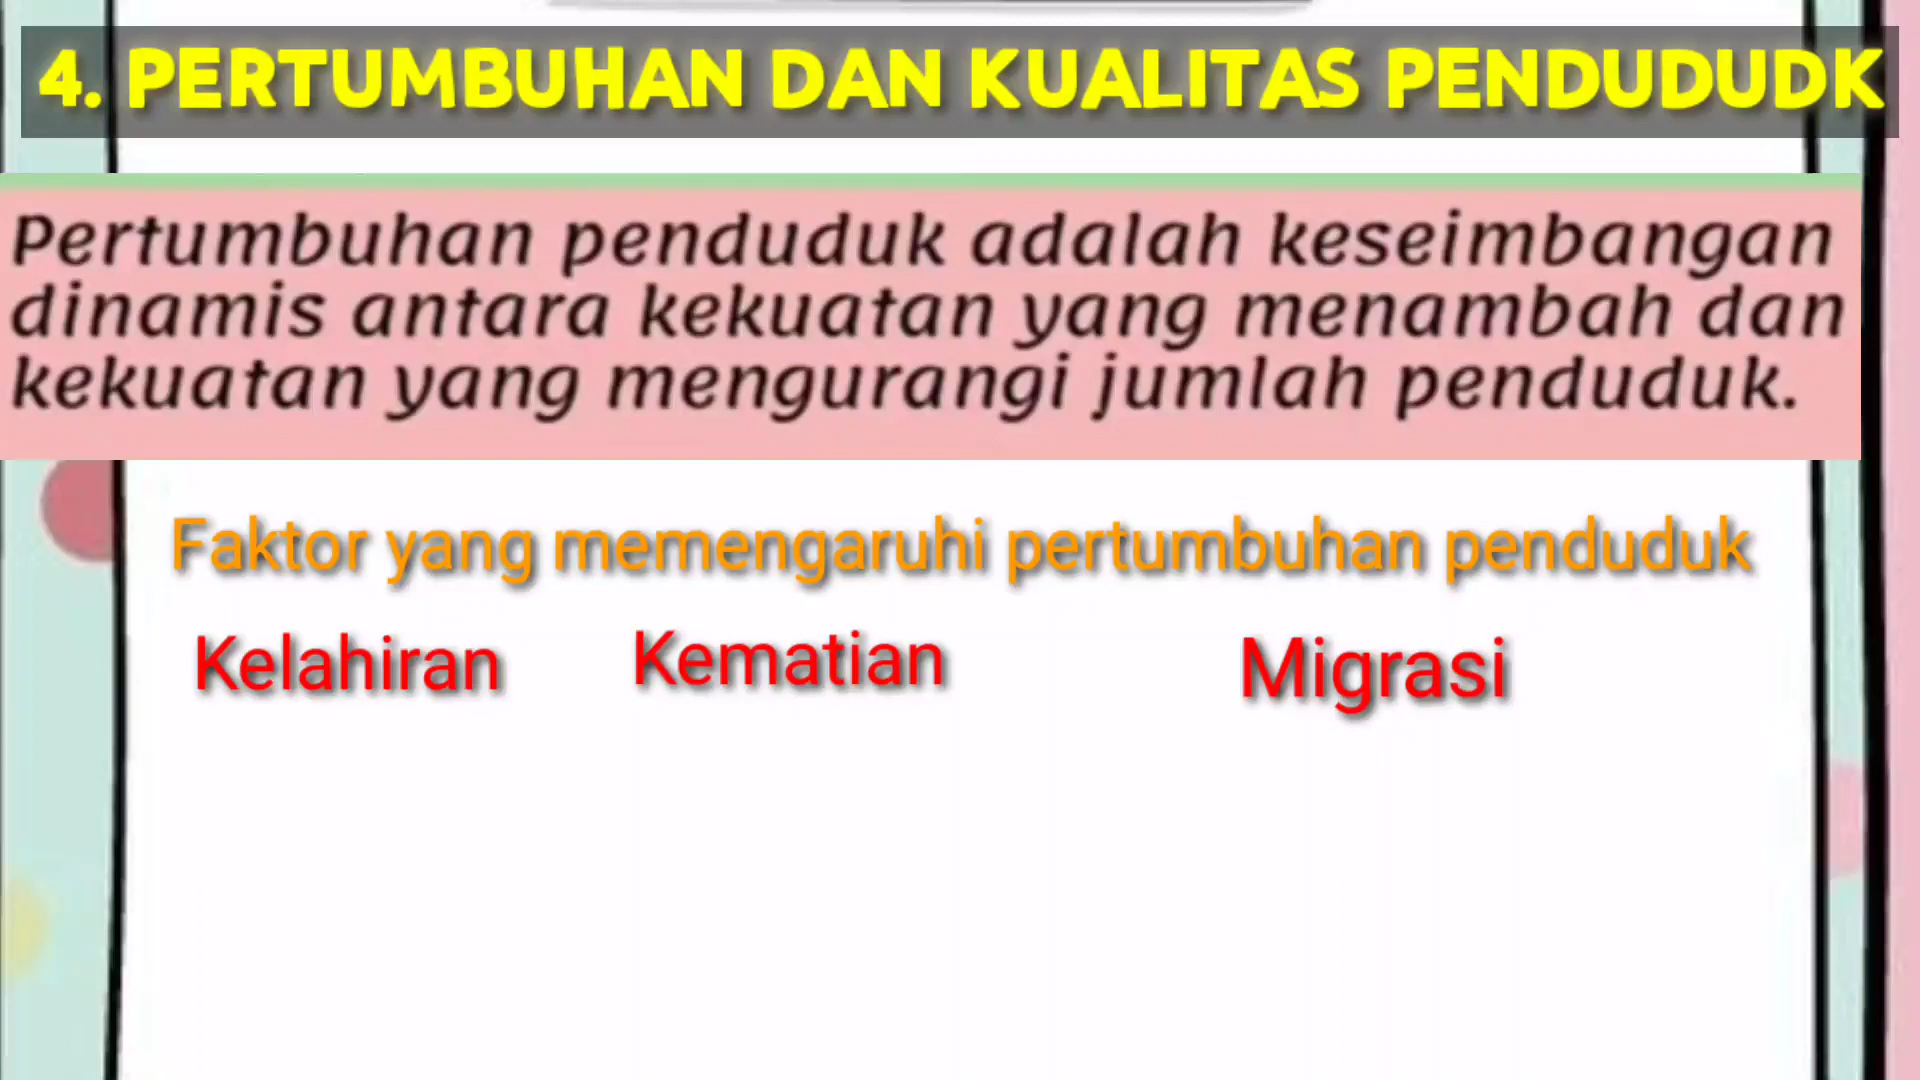 4. PERTUMBUHAN DAN KUALITAS PENDUDUDK
Pertumbuhan penduduk adalah keseimbangan
dinamis antara kekuatan yang menambah dan
kekuatan yang mengurangi jumlah penduduk.
Faktor yang memengaruhi pertumbuhan penduduk
Kelahiran Kematian Migrasi